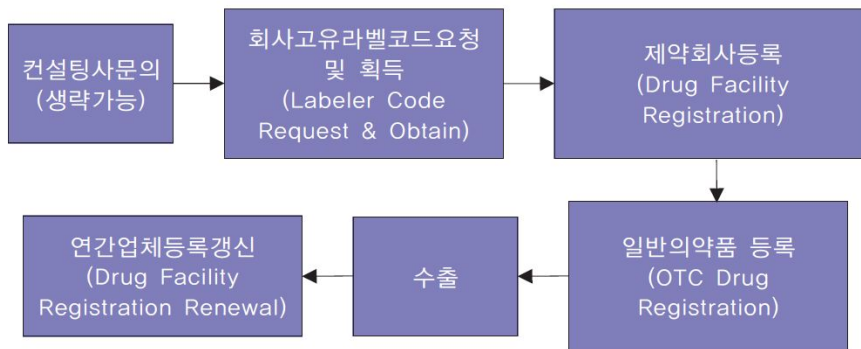 컨설팅사문의
(생략가능)
회사고유라벨코드요청
및 획득
(Labeler Code
Request & Obtain)
제약회사등록
(Drug Facility
Registration)
일반의약품 등록
(OTC Drug
Registration)
수출
연간업체등록갱신
(Drug Facility
Registration Renewal)